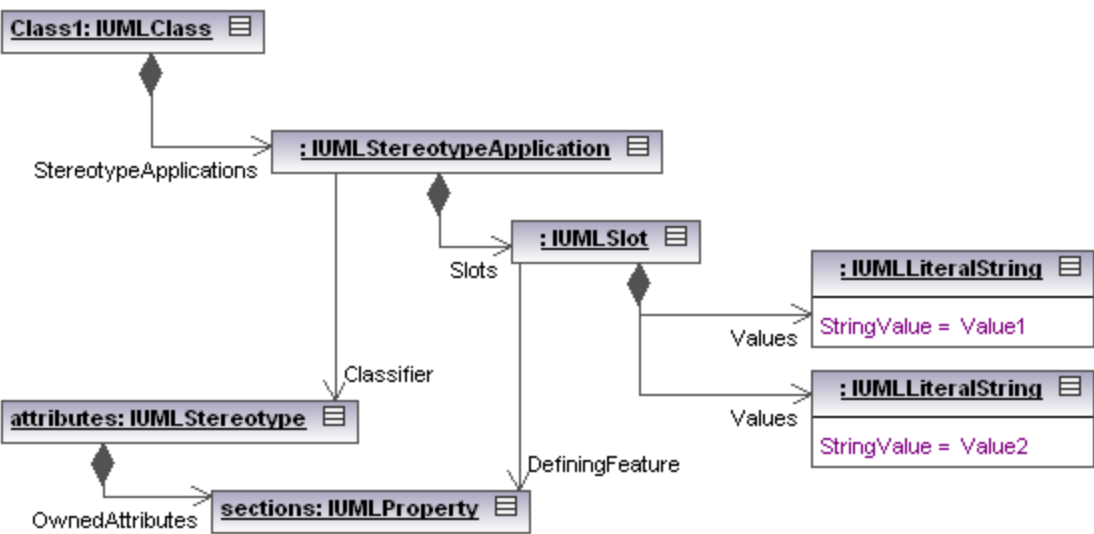 Class1: IUMLClass
StereotypeApplications
: IUMLStereotypeApplication
Slots
: IUMLSlot
: IUMLLiteralString
StringValue = Value1
Values
: IUMLLiteralString
StringValue = Value2
Values
Classifier
attributes: IUMLStereotype
DefiningFeature
OwnedAttributes
sections: IUMLProperty